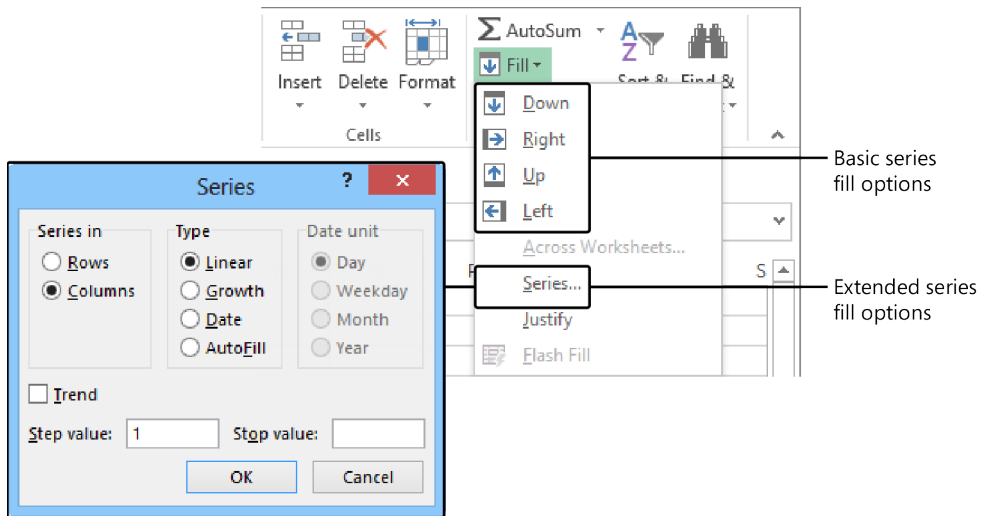 AutoSum
Fill
Insert Delete Format
Cells
Down
Right
Up
Left
Across Worksheets...
Series...
Justify
Flash Fill
S
Basic series
fill options
Extended series
fill options
Series ? ×
Series in Type Date unit
Rows Linear Day
Columns Growth Weekday
Date Month
AutoFill Year
Trend
Step value: 1 Stop value:
OK Cancel